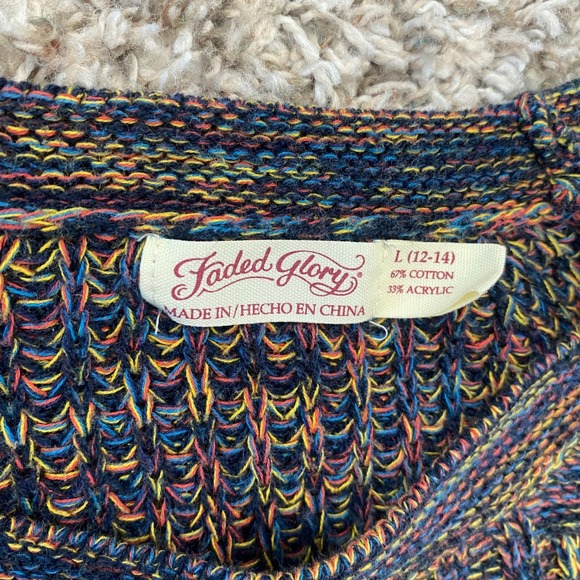 Faded Glory®
MADE IN/HECHO EN CHINA
L (12-14)
67% COTTON
33% ACRYLIC